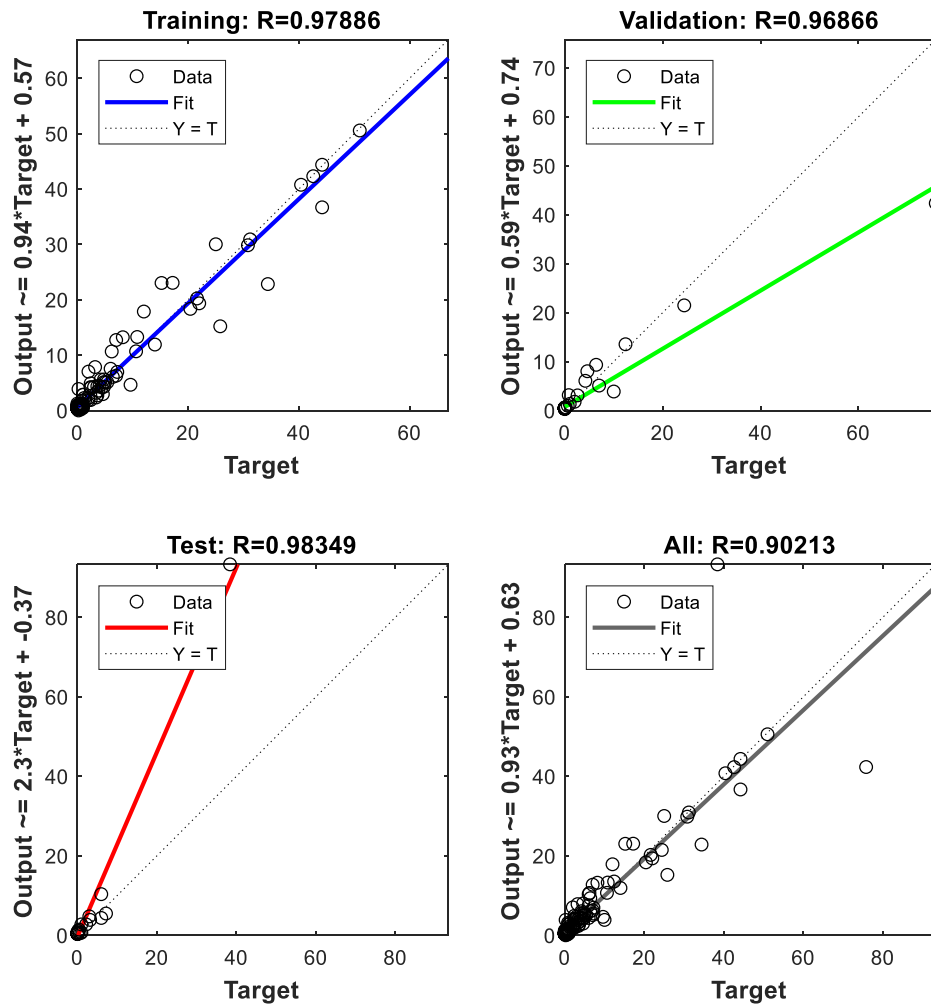 Training: R=0.97886
Output ~= 0.94*Target + 0.57
60
50
40
30
20
10
0
Data
Fit
Y = T
0 20 40 60
Target
Validation: R=0.96866
Output ~= 0.59*Target + 0.74
70
60
50
40
30
20
10
0
Data
Fit
Y = T
0 20 40 60
Target
Test: R=0.98349
Output ~= 2.3*Target + -0.37
80
60
40
20
0
Data
Fit
Y = T
0 20 40 60 80
Target
All: R=0.90213
Output ~= 0.93*Target + 0.63
80
60
40
20
0
Data
Fit
Y = T
0 20 40 60 80
Target